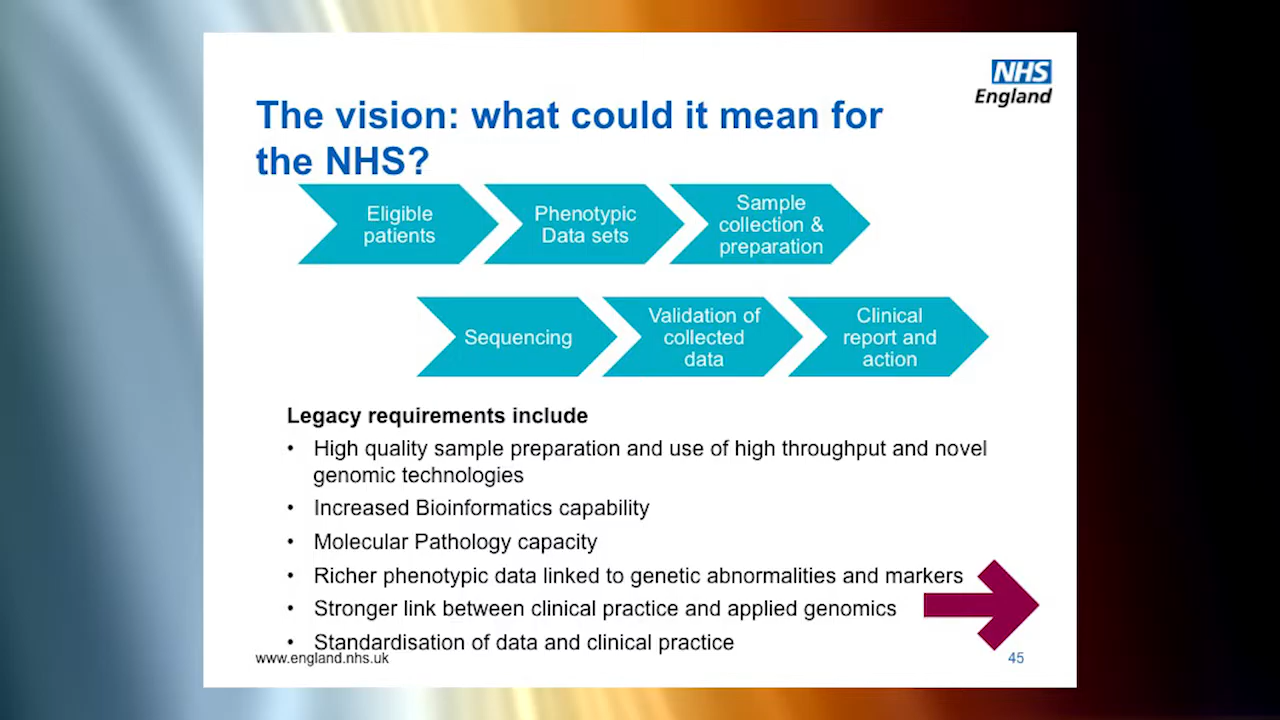 NHS
England
The vision: what could it mean for
the NHS?
Eligible
patients
Phenotypic
Data sets
Sample
collection &
preparation
Sequencing
Validation of
collected
data
Clinical
report and
action
Legacy requirements include
• High quality sample preparation and use of high throughput and novel
genomic technologies
• Increased Bioinformatics capability
• Molecular Pathology capacity
• Richer phenotypic data linked to genetic abnormalities and markers
• Stronger link between clinical practice and applied genomics
• Standardisation of data and clinical practice
www.england.nhs.uk
45